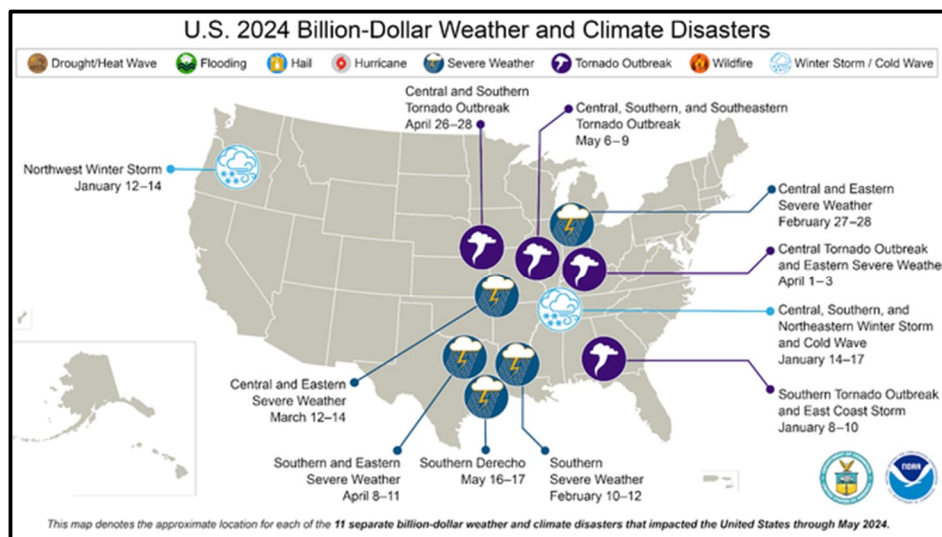 U.S. 2024 Billion-Dollar Weather and Climate Disasters
Drought/Heat Wave
Flooding
Hail
Hurricane
Severe Weather
Tornado Outbreak
Wildfire
Winter Storm / Cold Wave
Central and Southern
Tornado Outbreak
April 26–28
Central, Southern, and Southeastern
Tornado Outbreak
May 6–9
Northwest Winter Storm
January 12–14
Central and Eastern
Severe Weather
February 27–28
Central Tornado Outbreak
and Eastern Severe Weathe
April 1–3
Central, Southern, and
Northeastern Winter Storm
and Cold Wave
January 14–17
Central and Eastern
Severe Weather
March 12–14
Southern Tornado Outbreak
and East Coast Storm
January 8–10
Southern and Eastern
Severe Weather
April 8–11
Southern Derecho
May 16–17
Southern
Severe Weather
February 10–12
NOAA
This map denotes the approximate location for each of the 11 separate billion-dollar weather and climate disasters that impacted the United States through May 2024.